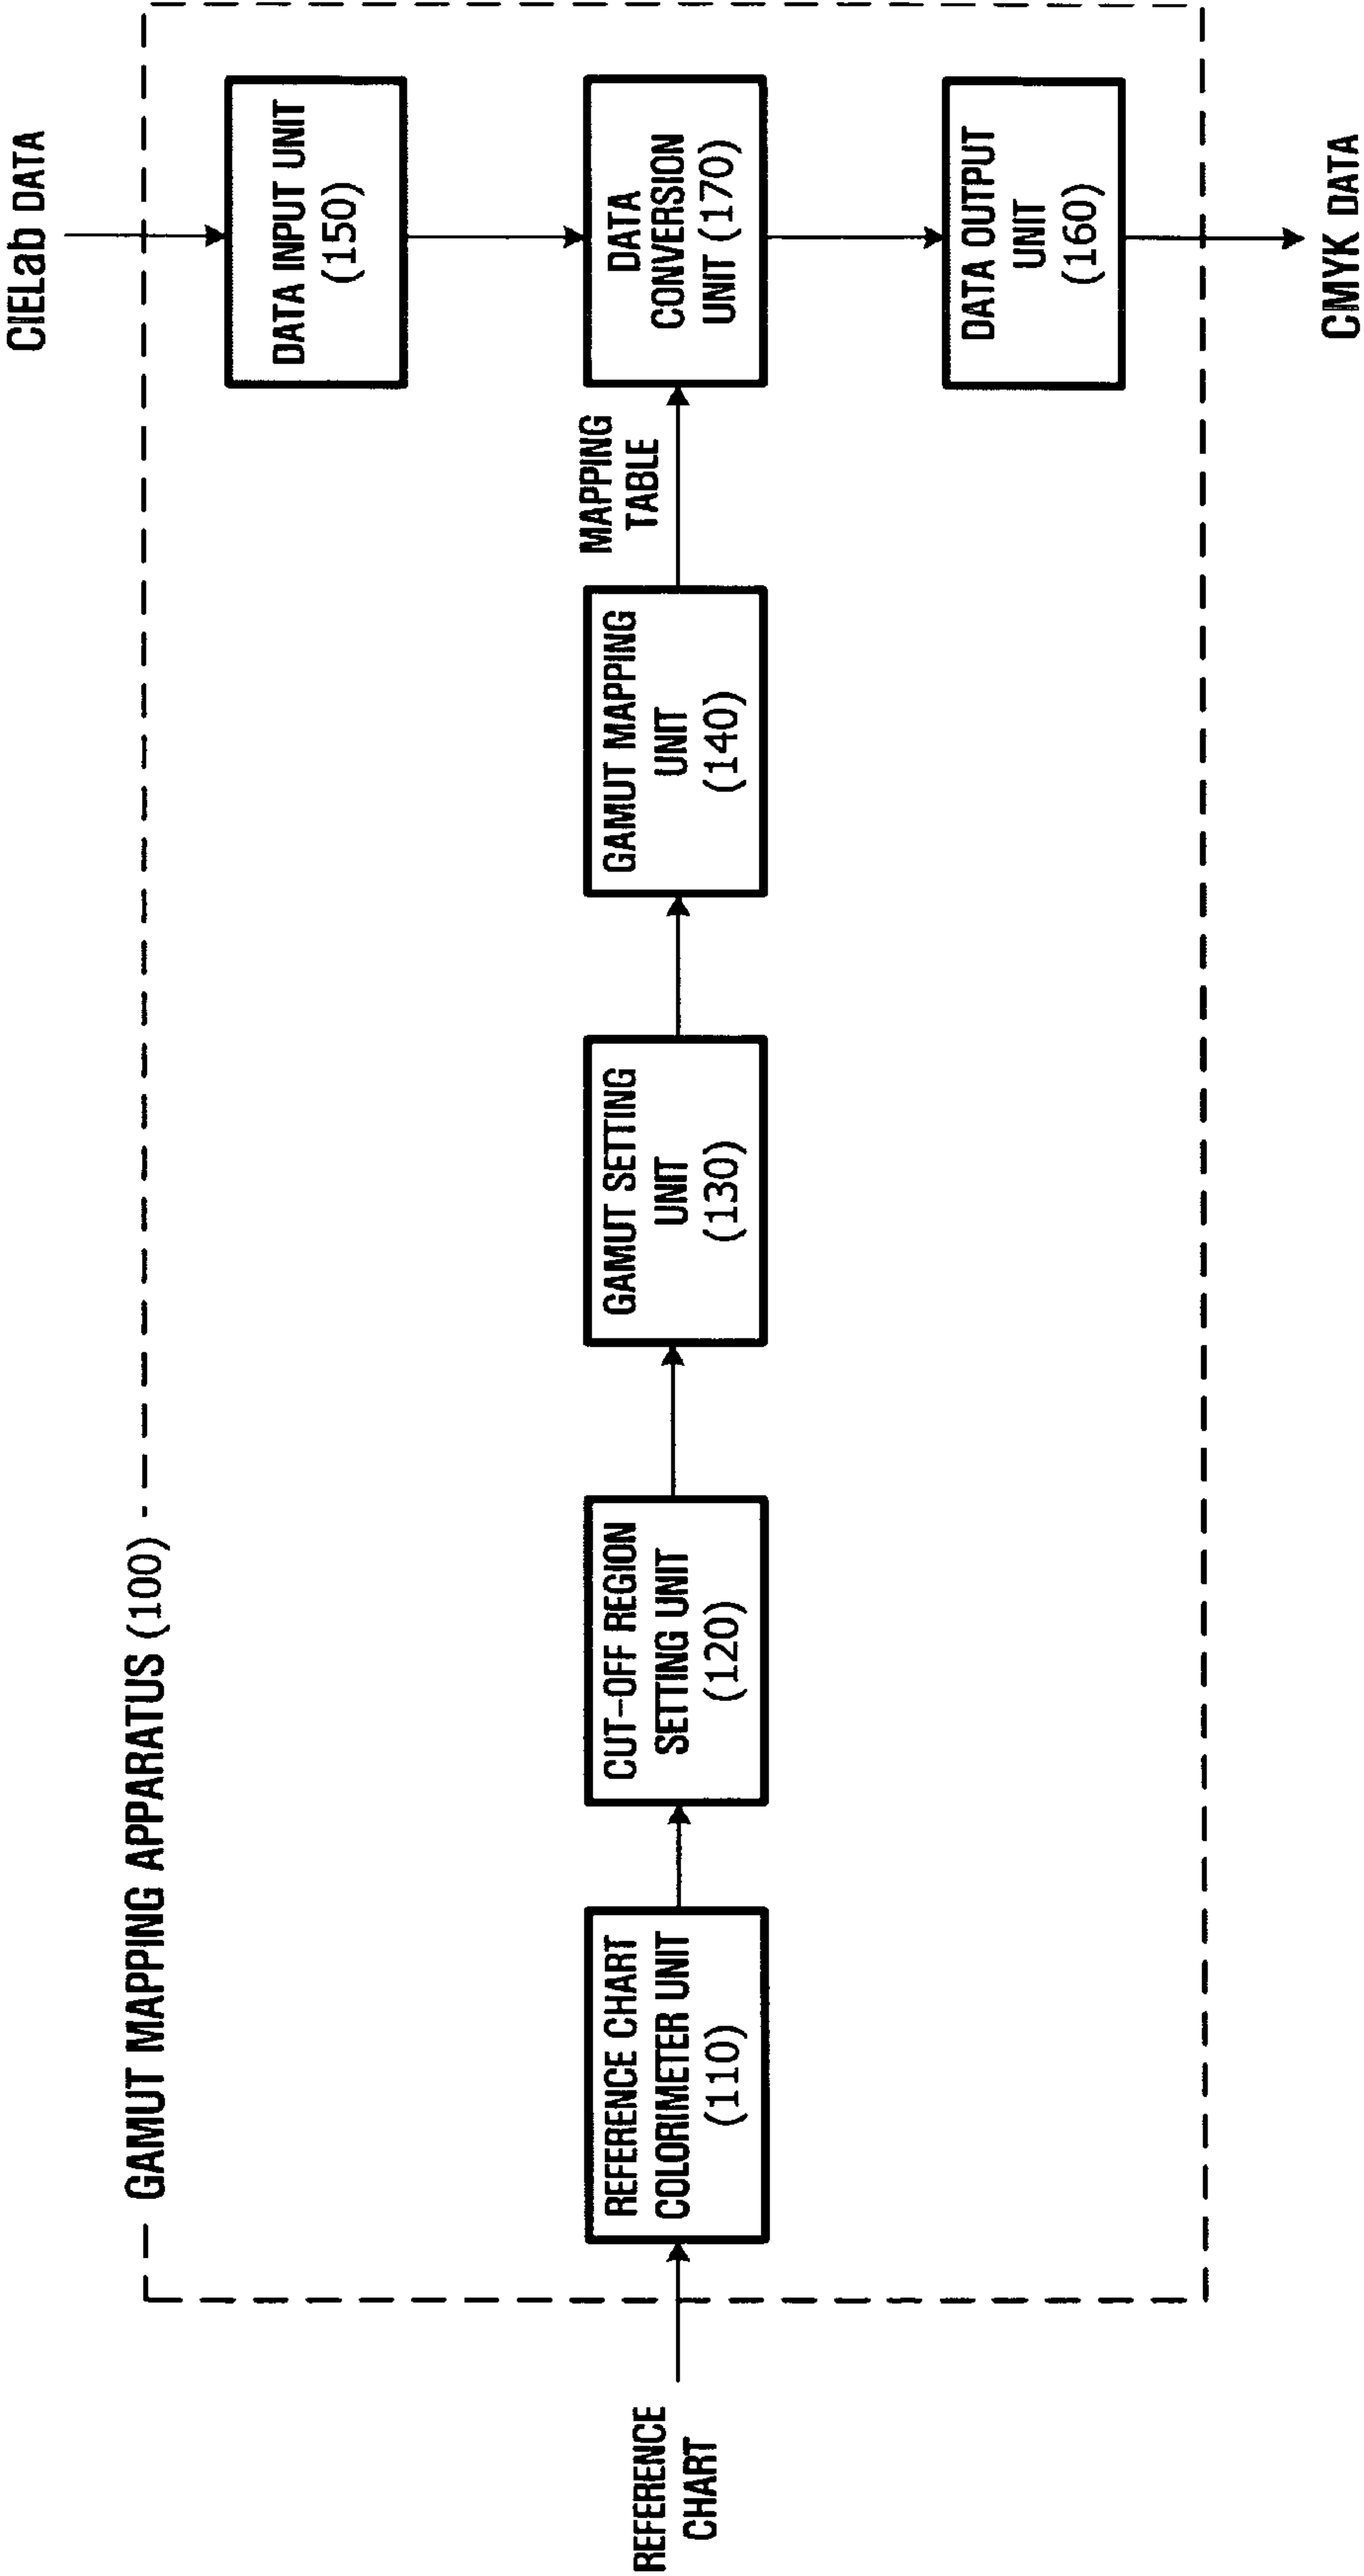 GAMUT MAPPING APPARATUS (100)
CIELab DATA
DATA INPUT UNIT
(150)
REFERENCE
CHART
REFERENCE CHART
COLORIMETER UNIT
(110)
CUT-OFF REGION
SETTING UNIT
(120)
GAMUT SETTING
UNIT
(130)
GAMUT MAPPING
UNIT
(140)
MAPPING
TABLE
DATA
CONVERSION
UNIT (170)
DATA OUTPUT
UNIT
(160)
CMYK DATA